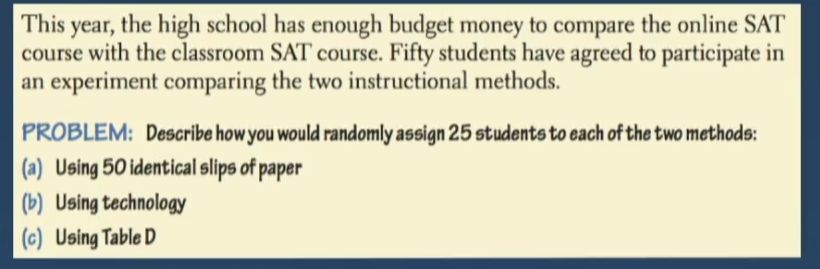 This year, the high school has enough budget money to compare the online SAT
course with the classroom SAT course. Fifty students have agreed to participate in
an experiment comparing the two instructional methods.
PROBLEM: Describe how you would randomly assign 25 students to each of the two methods:
(a) Using 50 identical slips of paper
(b) Using technology
(c) Using Table D